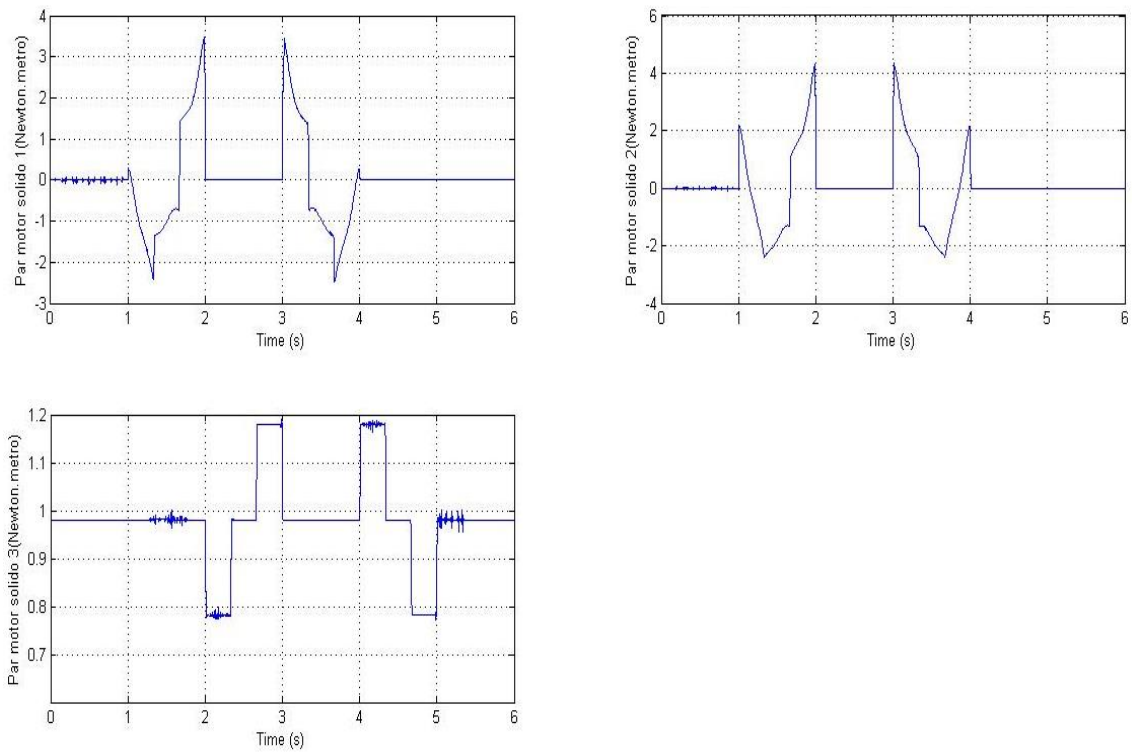 Par motor solido 1(Newton.metro)
4
3
2
1
0
-1
-2
-3
0 1 2 3 4 5 6
Time (s)
Par motor solido 2(Newton.metro)
6
4
2
0
-2
-4
0 1 2 3 4 5 6
Time (s)
Par motor solido 3(Newton.metro)
1.2
1.1
1
0.9
0.8
0.7
0 1 2 3 4 5 6
Time (s)